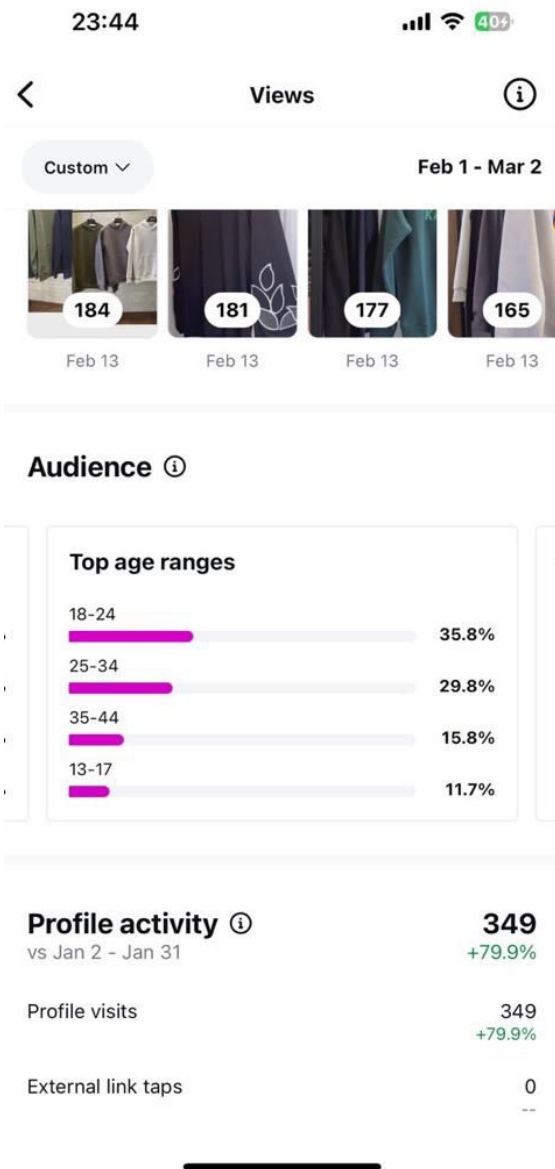 23:44
40
Views
Custom
Feb 1 - Mar 2
184
181
177
165
Feb 13
Feb 13
Feb 13
Feb 13
Audience
Top age ranges
18-24
35.8%
25-34
29.8%
35-44
15.8%
13-17
11.7%
Profile activity
349
vs Jan 2 - Jan 31
+79.9%
Profile visits
349
+79.9%
External link taps
0
--